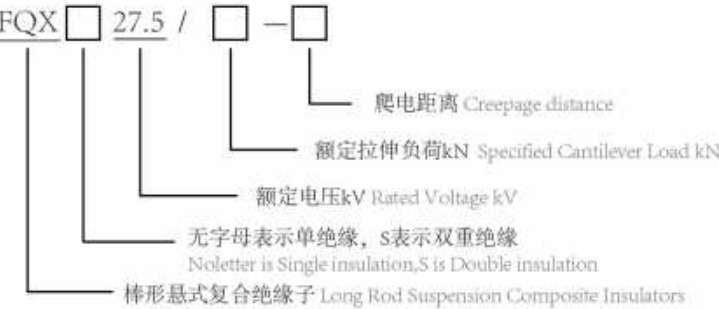 FQX□ 27.5 / □ －□
爬电距离 Creepage distance
额定拉伸负荷kN Specified Cantilever Load kN
额定电压kV Rated Voltage kV
无字母表示单绝缘，S表示双重绝缘
Noletter is Single insulation,S is Double insulation
棒形悬式复合绝缘子 Long Rod Suspension Composite Insulators